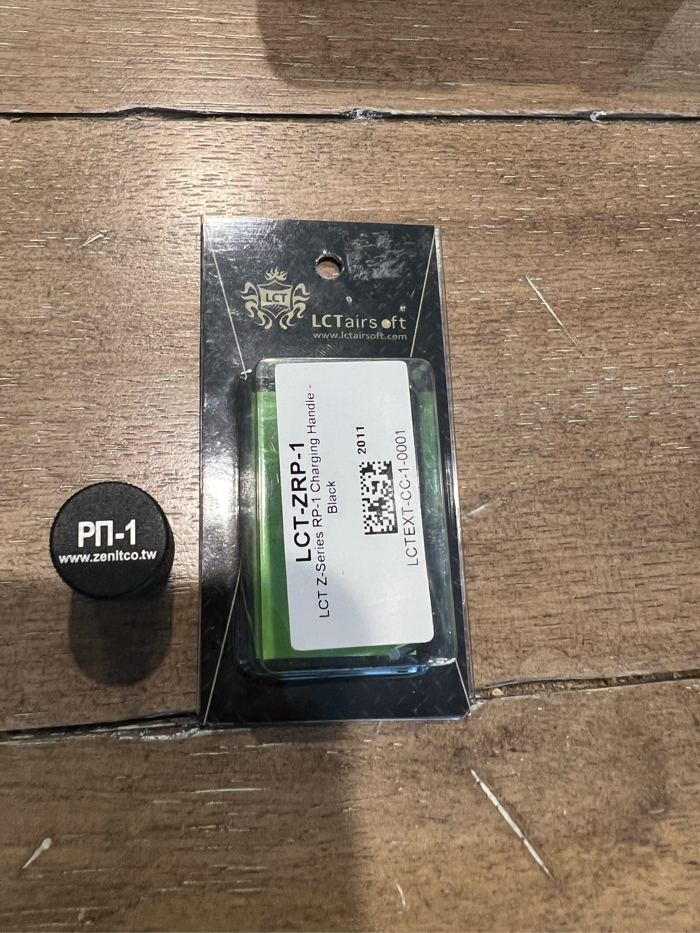 LCT
LCTairsoft
www.lctairsoft.com
LCT-ZRP-1
LCT Z-Series RP-1 Charging Handle -
Black
2011
LCTEXT-CC-1-0001
РП-1
www.zenitco.tw